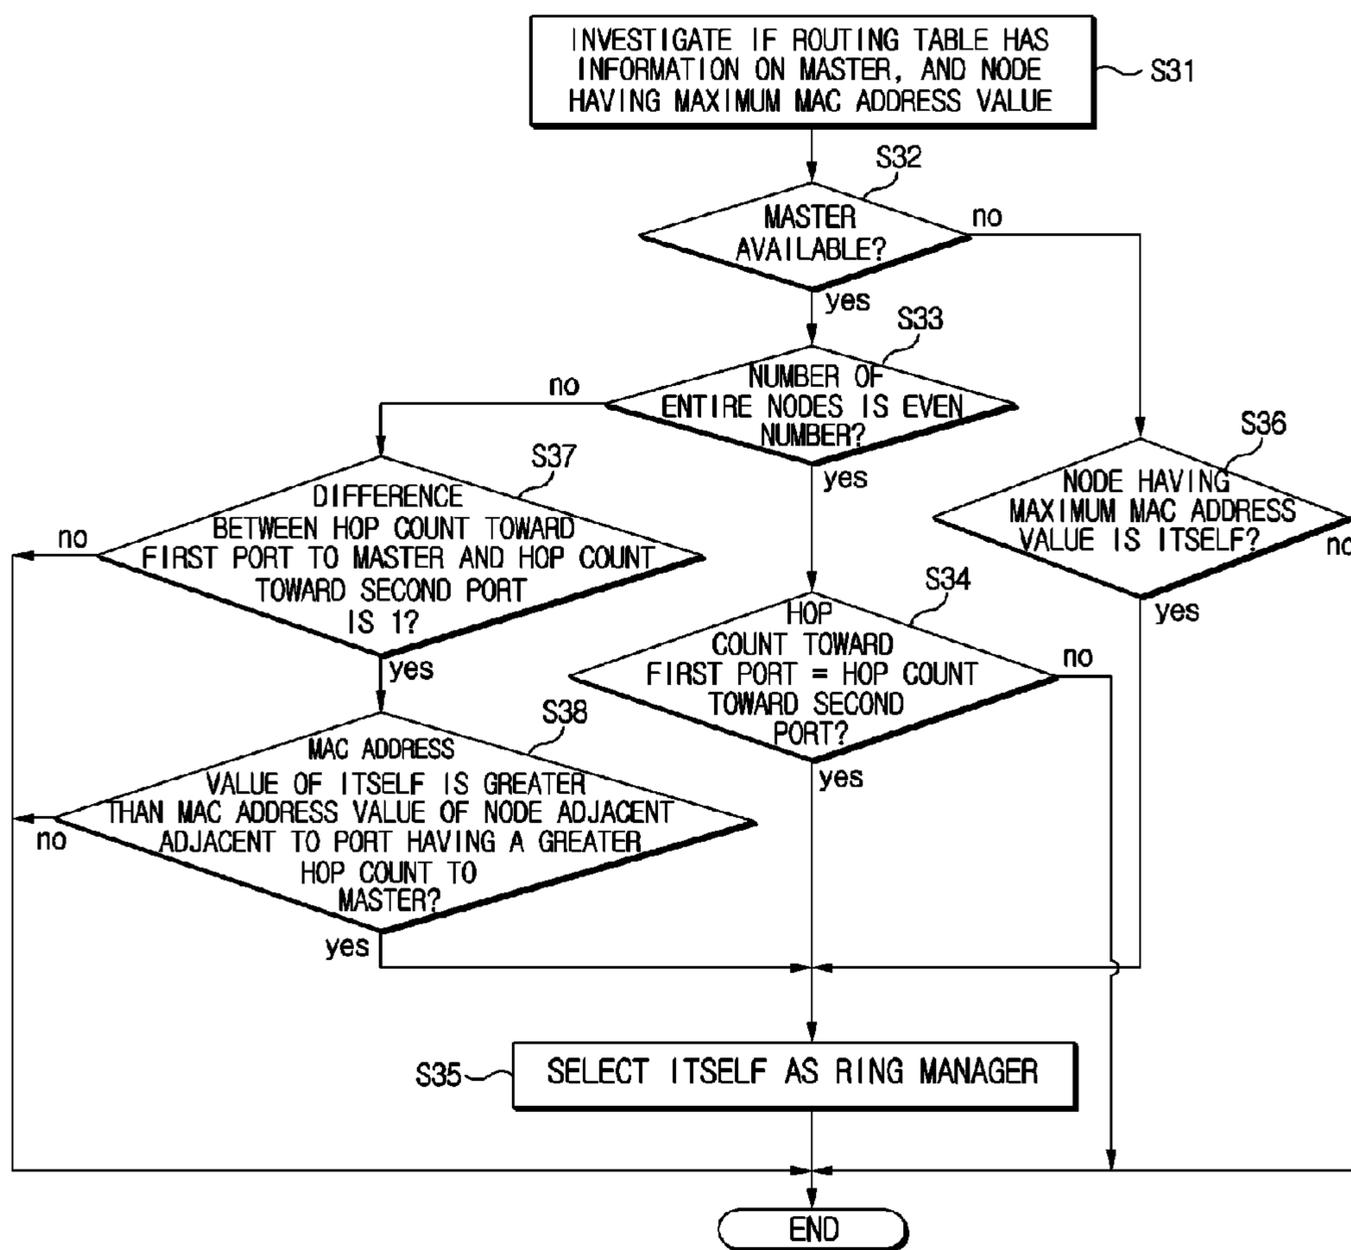 INVESTIGATE IF ROUTING TABLE HAS
INFORMATION ON MASTER, AND NODE
HAVING MAXIMUM MAC ADDRESS VALUE
S31
S32
MASTER
AVAILABLE?
no
yes
S33
NUMBER OF
ENTIRE NODES IS EVEN
NUMBER?
no
yes
S36
NODE HAVING
MAXIMUM MAC ADDRESS
VALUE IS ITSELF?
no
yes
S37
DIFFERENCE
BETWEEN HOP COUNT TOWARD
FIRST PORT TO MASTER AND HOP COUNT
TOWARD SECOND PORT
IS 1?
no
yes
S34
HOP
COUNT TOWARD
FIRST PORT = HOP COUNT
TOWARD SECOND
PORT?
no
yes
S38
MAC ADDRESS
VALUE OF ITSELF IS GREATER
THAN MAC ADDRESS VALUE OF NODE ADJACENT
ADJACENT TO PORT HAVING A GREATER
HOP COUNT TO
MASTER?
no
yes
S35
SELECT ITSELF AS RING MANAGER
END